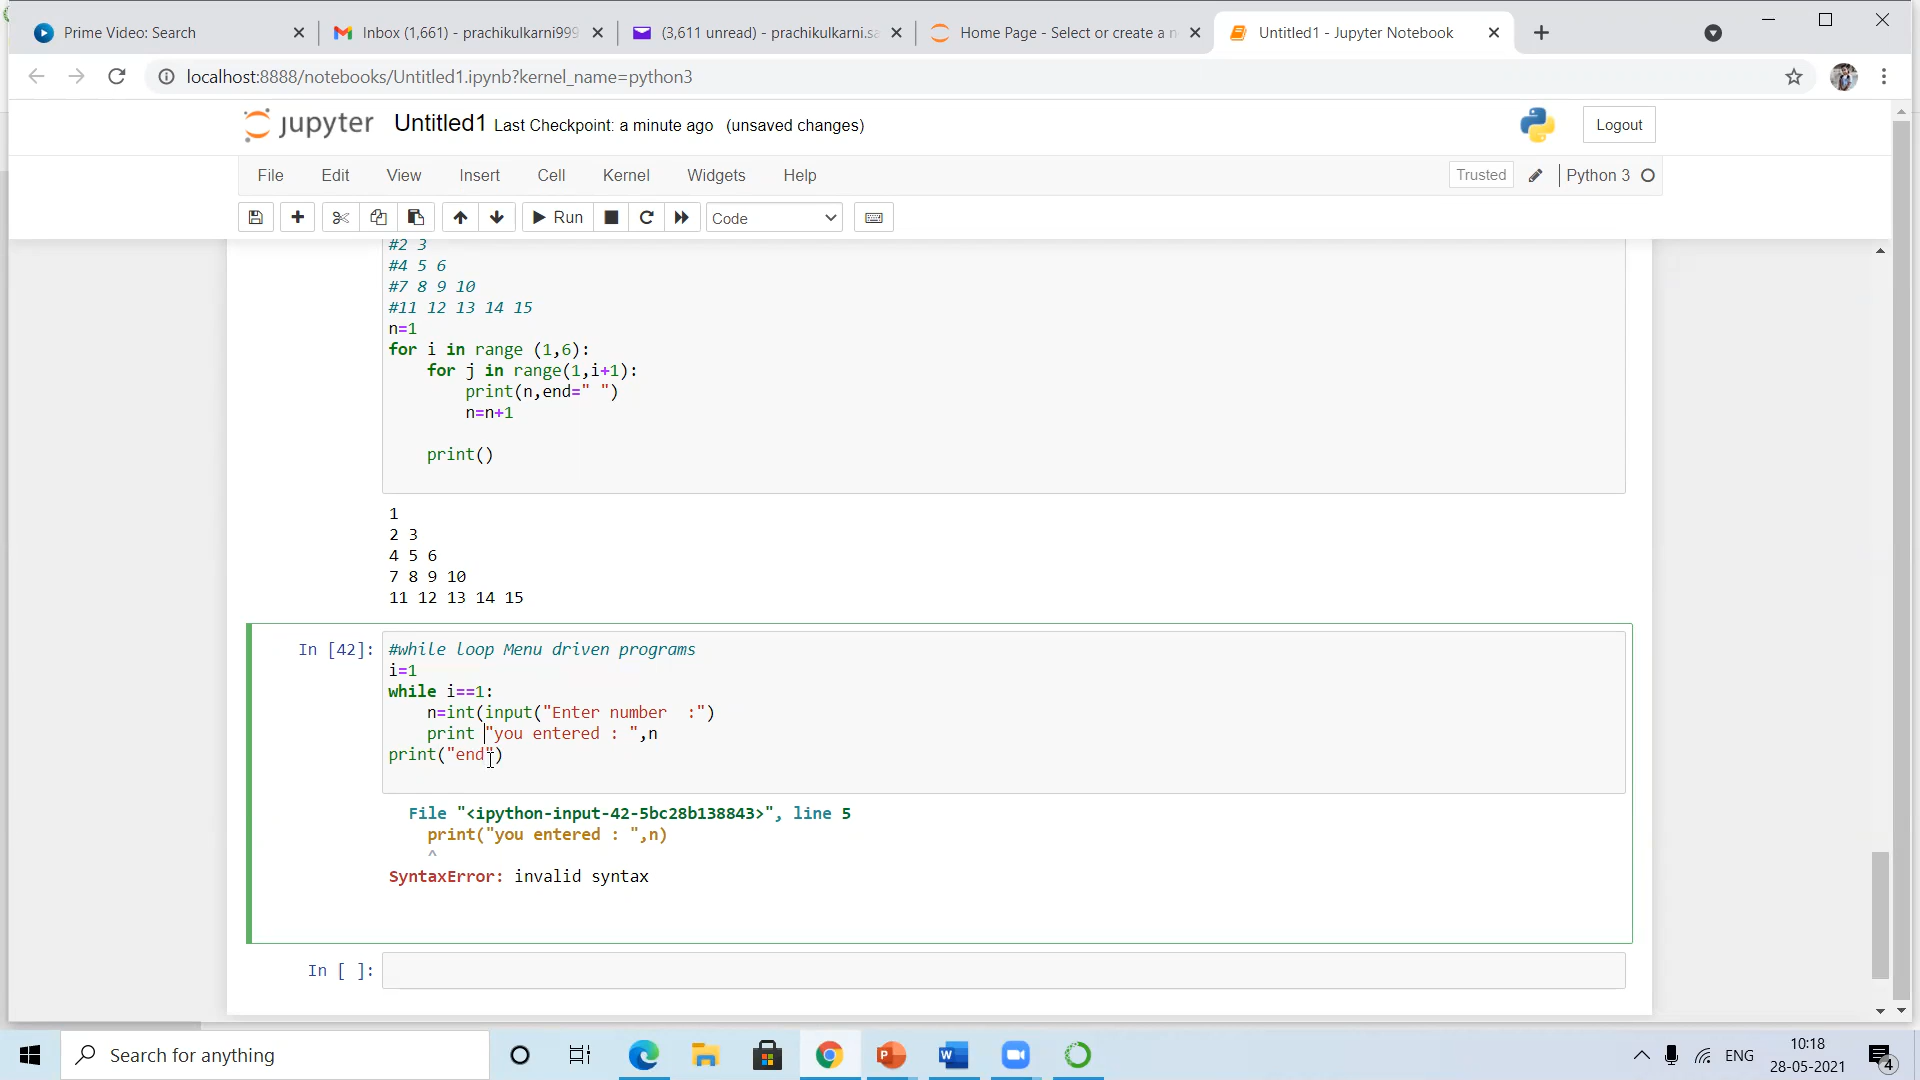 Prime Video: Search
Inbox (1,661) - prachikulkarni999
(3,611 unread) - prachikulkarni.sa
Home Page - Select or create a n
Untitled1 - Jupyter Notebook
localhost:8888/notebooks/Untitled1.ipynb?kernel_name=python3
jupyter Untitled1 Last Checkpoint: a minute ago (unsaved changes)
Logout
File Edit View Insert Cell Kernel Widgets Help
Trusted
Python 3
Run
Code
#2 3
#4 5 6
#7 8 9 10
#11 12 13 14 15
n=1
for i in range (1,6):
    for j in range(1,i+1):
        print(n,end=" ")
        n=n+1
    print()
1
2 3
4 5 6
7 8 9 10
11 12 13 14 15
In [42]:
#while loop Menu driven programs
i=1
while i==1:
    n=int(input("Enter number  :")
    print "you entered : ",n
print("end")
File "<ipython-input-42-5bc28b138843>", line 5
    print("you entered : ",n)
    ^
SyntaxError: invalid syntax
In [ ]:
Search for anything
ENG
10:18
28-05-2021
4